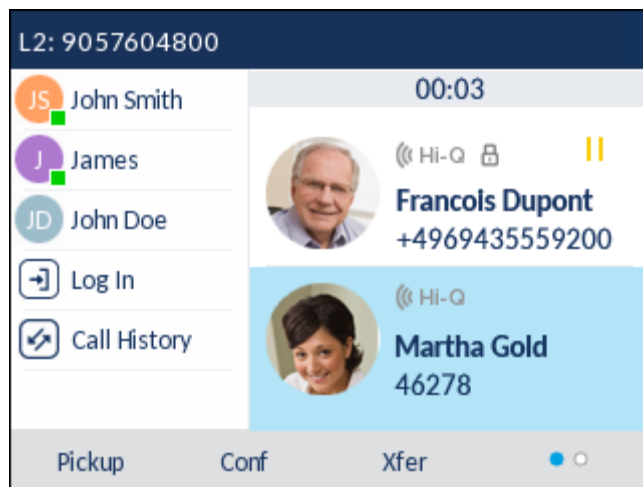 L2: 9057604800
JS John Smith
J James
JD John Doe
Log In
Call History
00:03
Hi-Q
Francois Dupont
+4969435559200
Hi-Q
Martha Gold
46278
Pickup Conf Xfer